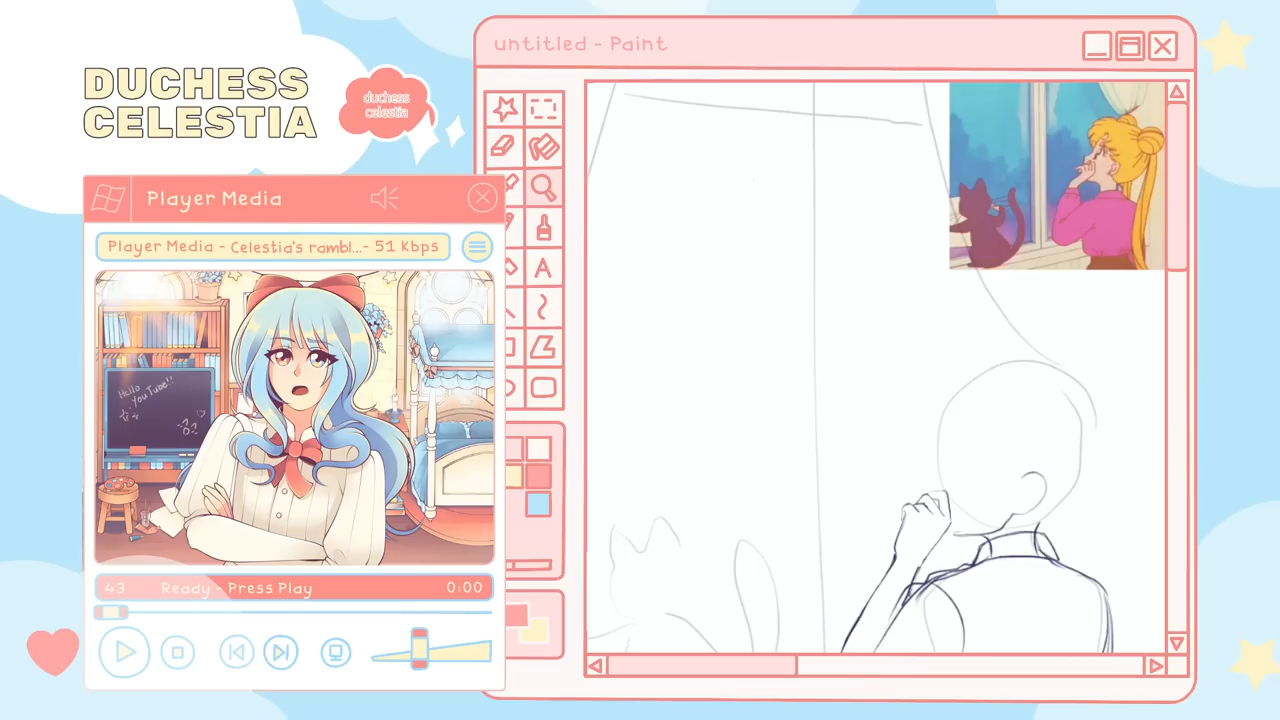 DUCHESS
CELESTIA
duchess
celestia
untitled - Paint
Player Media
Player Media - Celestia's rambl...- 51 Kbps
Hello
YouTube!!
A
43 Ready - Press Play 0:00